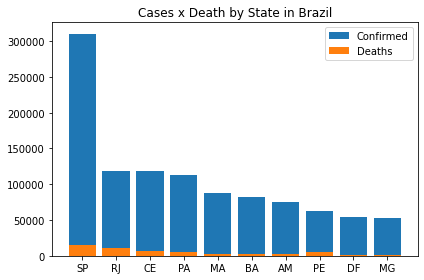 Cases x Death by State in Brazil
Confirmed
Deaths
300000
250000
200000
150000
100000
50000
0
SP RJ CE PA MA BA AM PE DF MG